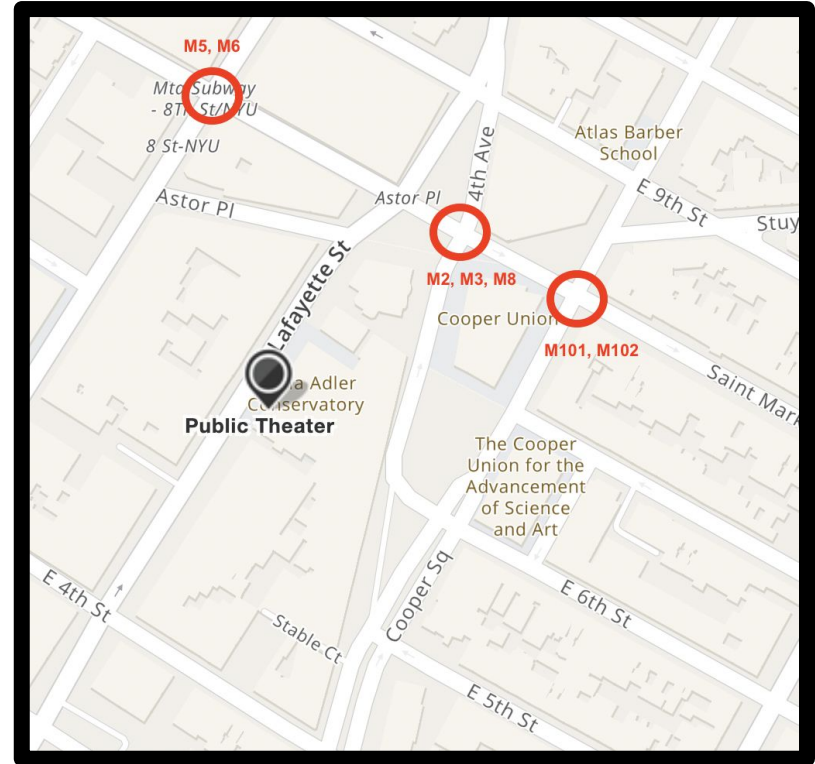 M5, M6
Mta Subway
- 8Th St/NYU
8 St-NYU
Atlas Barber
School
4th Ave
E 9th St
Astor Pl
Astor Pl
Stuy
Lafayette St
M2, M3, M8
Cooper Union
M101, M102
Saint Mar
Adler
Conservatory
Public Theater
The Cooper
Union for the
Advancement
of Science
and Art
E 4th St
Cooper Sq
E 6th St
Stable Ct
E 5th St